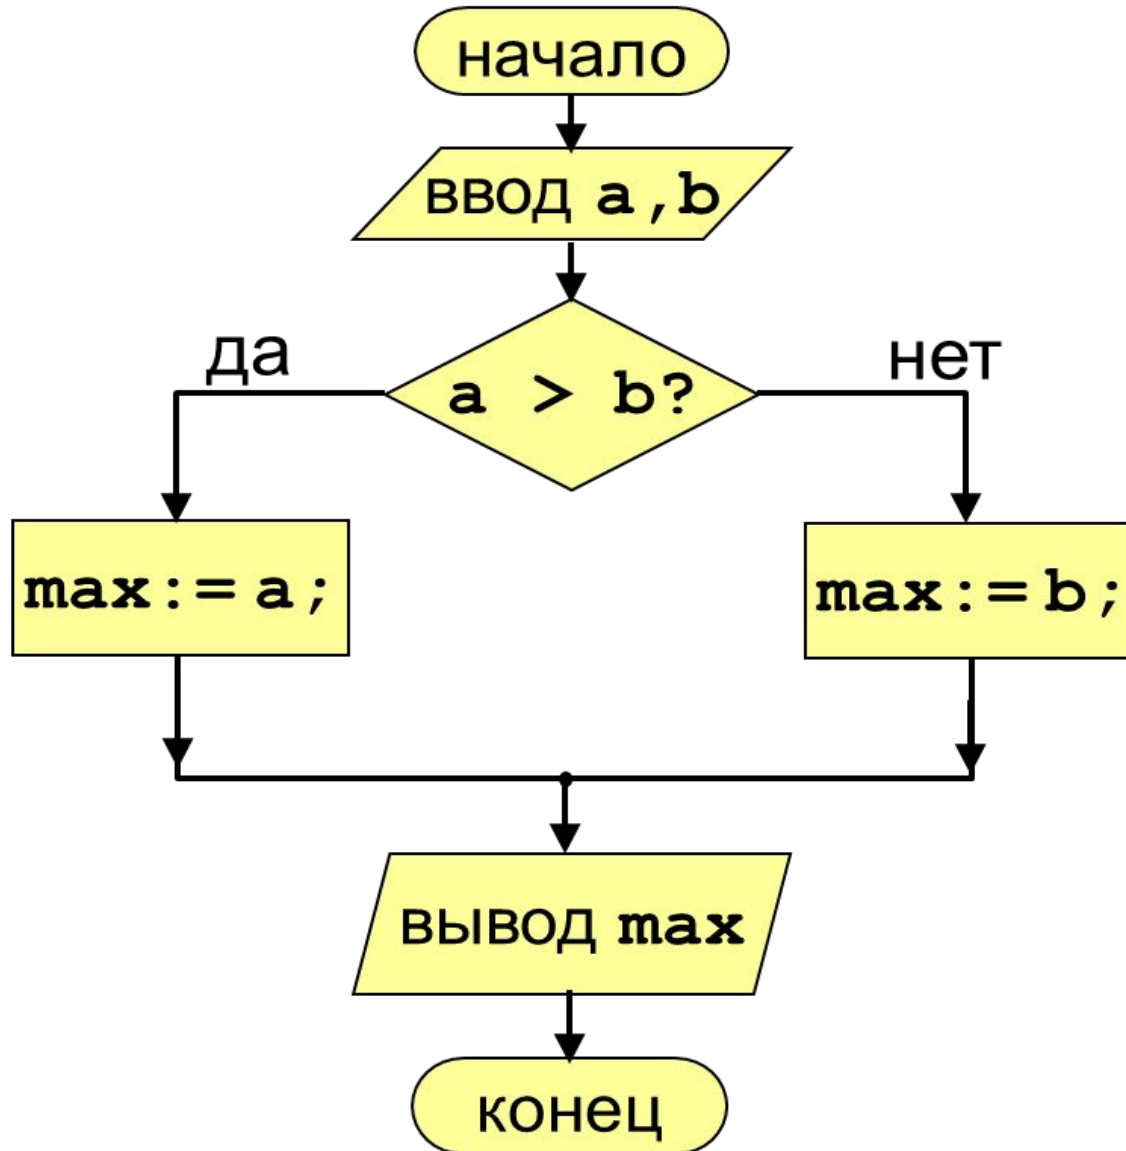 начало
ввод a,b
да
нет
a > b?
max:= a;
max:= b;
вывод max
конец